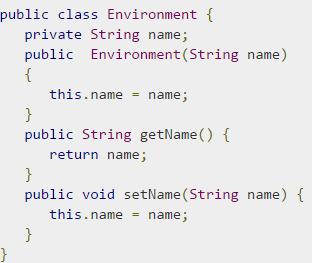 public class Environment {
   private String name;
   public  Environment(String name)
   {
      this.name = name;
   }
   public String getName() {
      return name;
   }
   public void setName(String name) {
      this.name = name;
   }
}